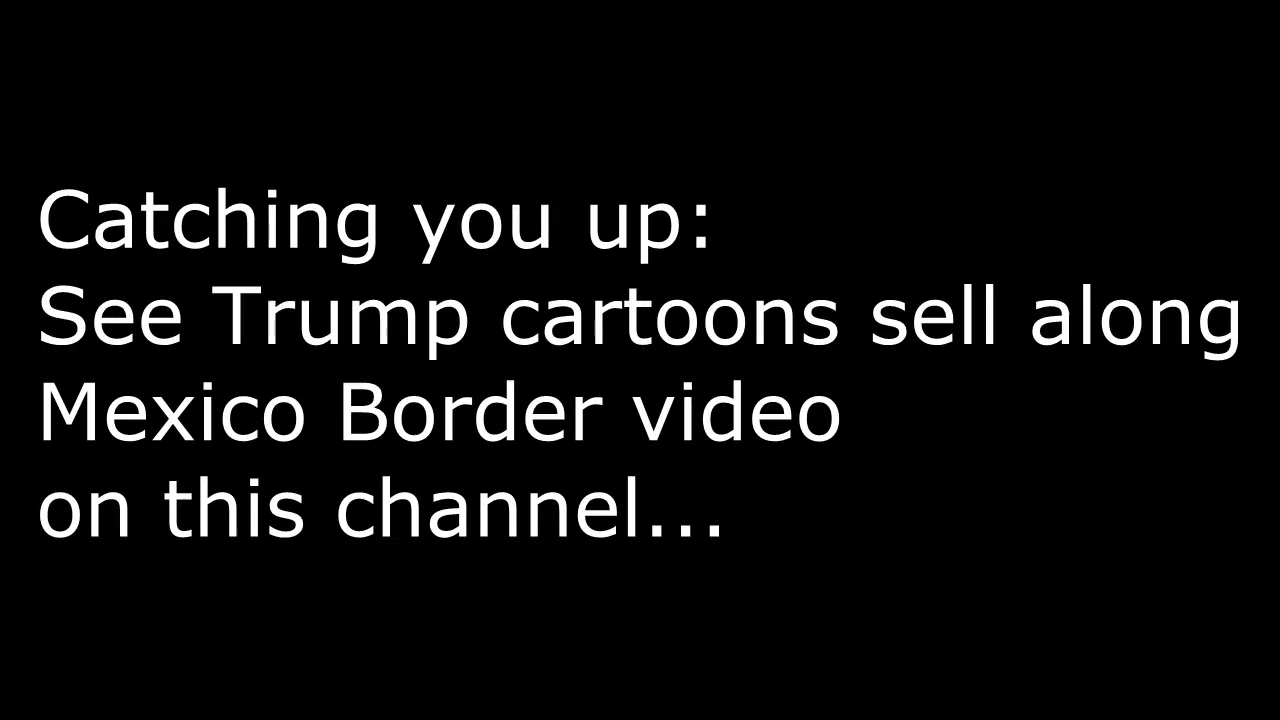 Catching you up:
See Trump cartoons sell along
Mexico Border video
on this channel...